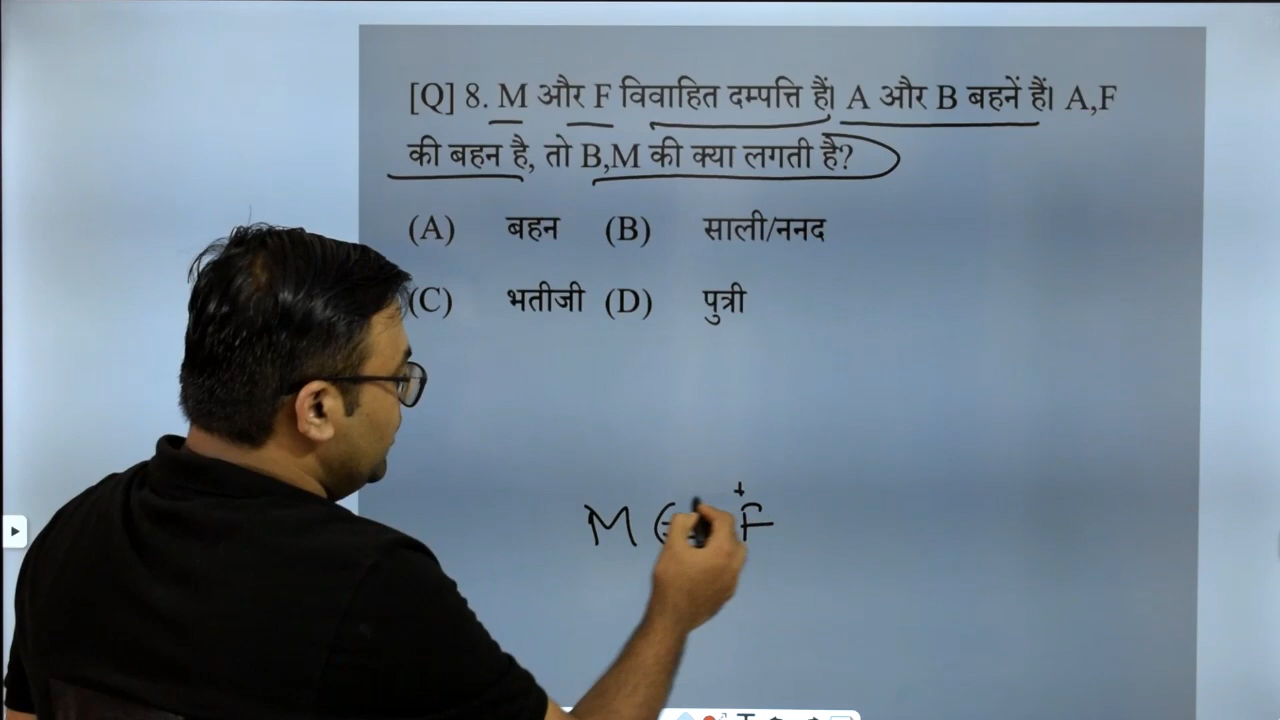 [Q] 8. M और F विवाहित दम्पत्ति हैं। A और B बहनें हैं। A,F
की बहन है, तो B,M की क्या लगती है?
(A) बहन (B) साली/ननद
(C) भतीजी (D) पुत्री
+
M F